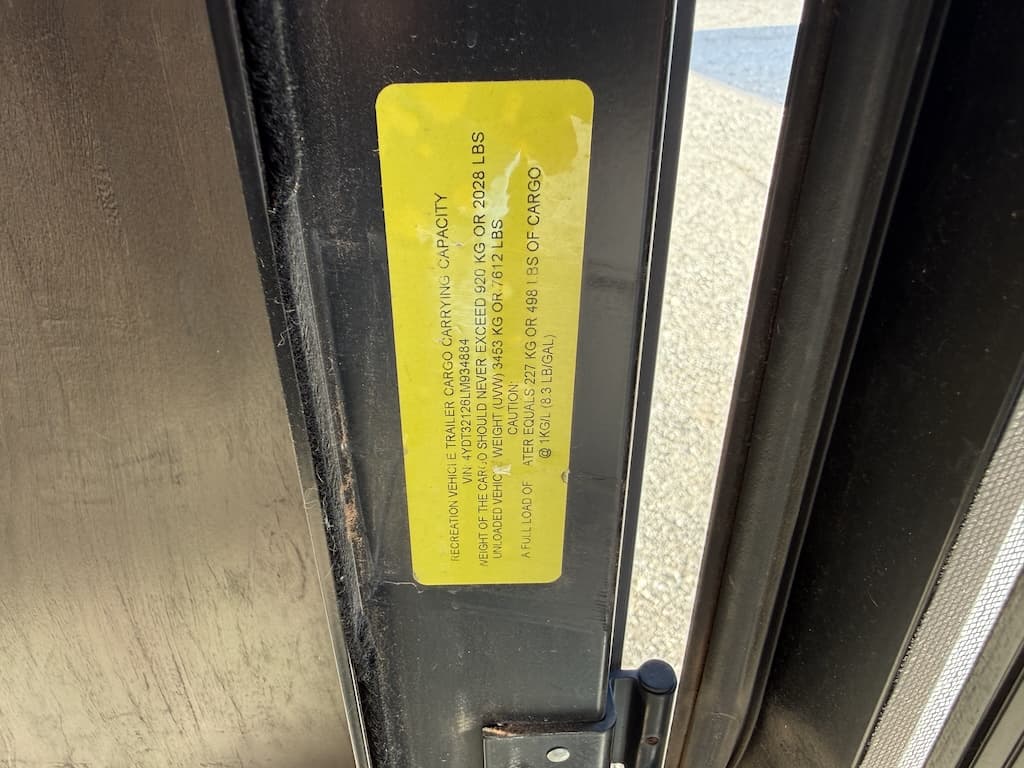 RECREATION VEHICLE TRAILER CARGO CARRYING CAPACITY
VIN: 4YDT32126LM934884
WEIGHT OF THE CARGO SHOULD NEVER EXCEED 920 KG OR 2028 LBS
UNLOADED VEHICLE WEIGHT (UVW) 3453 KG OR 7612 LBS
CAUTION:
A FULL LOAD OF WATER EQUALS 227 KG OR 498 LBS OF CARGO
@ 1KG/L (8.3 LB/GAL)